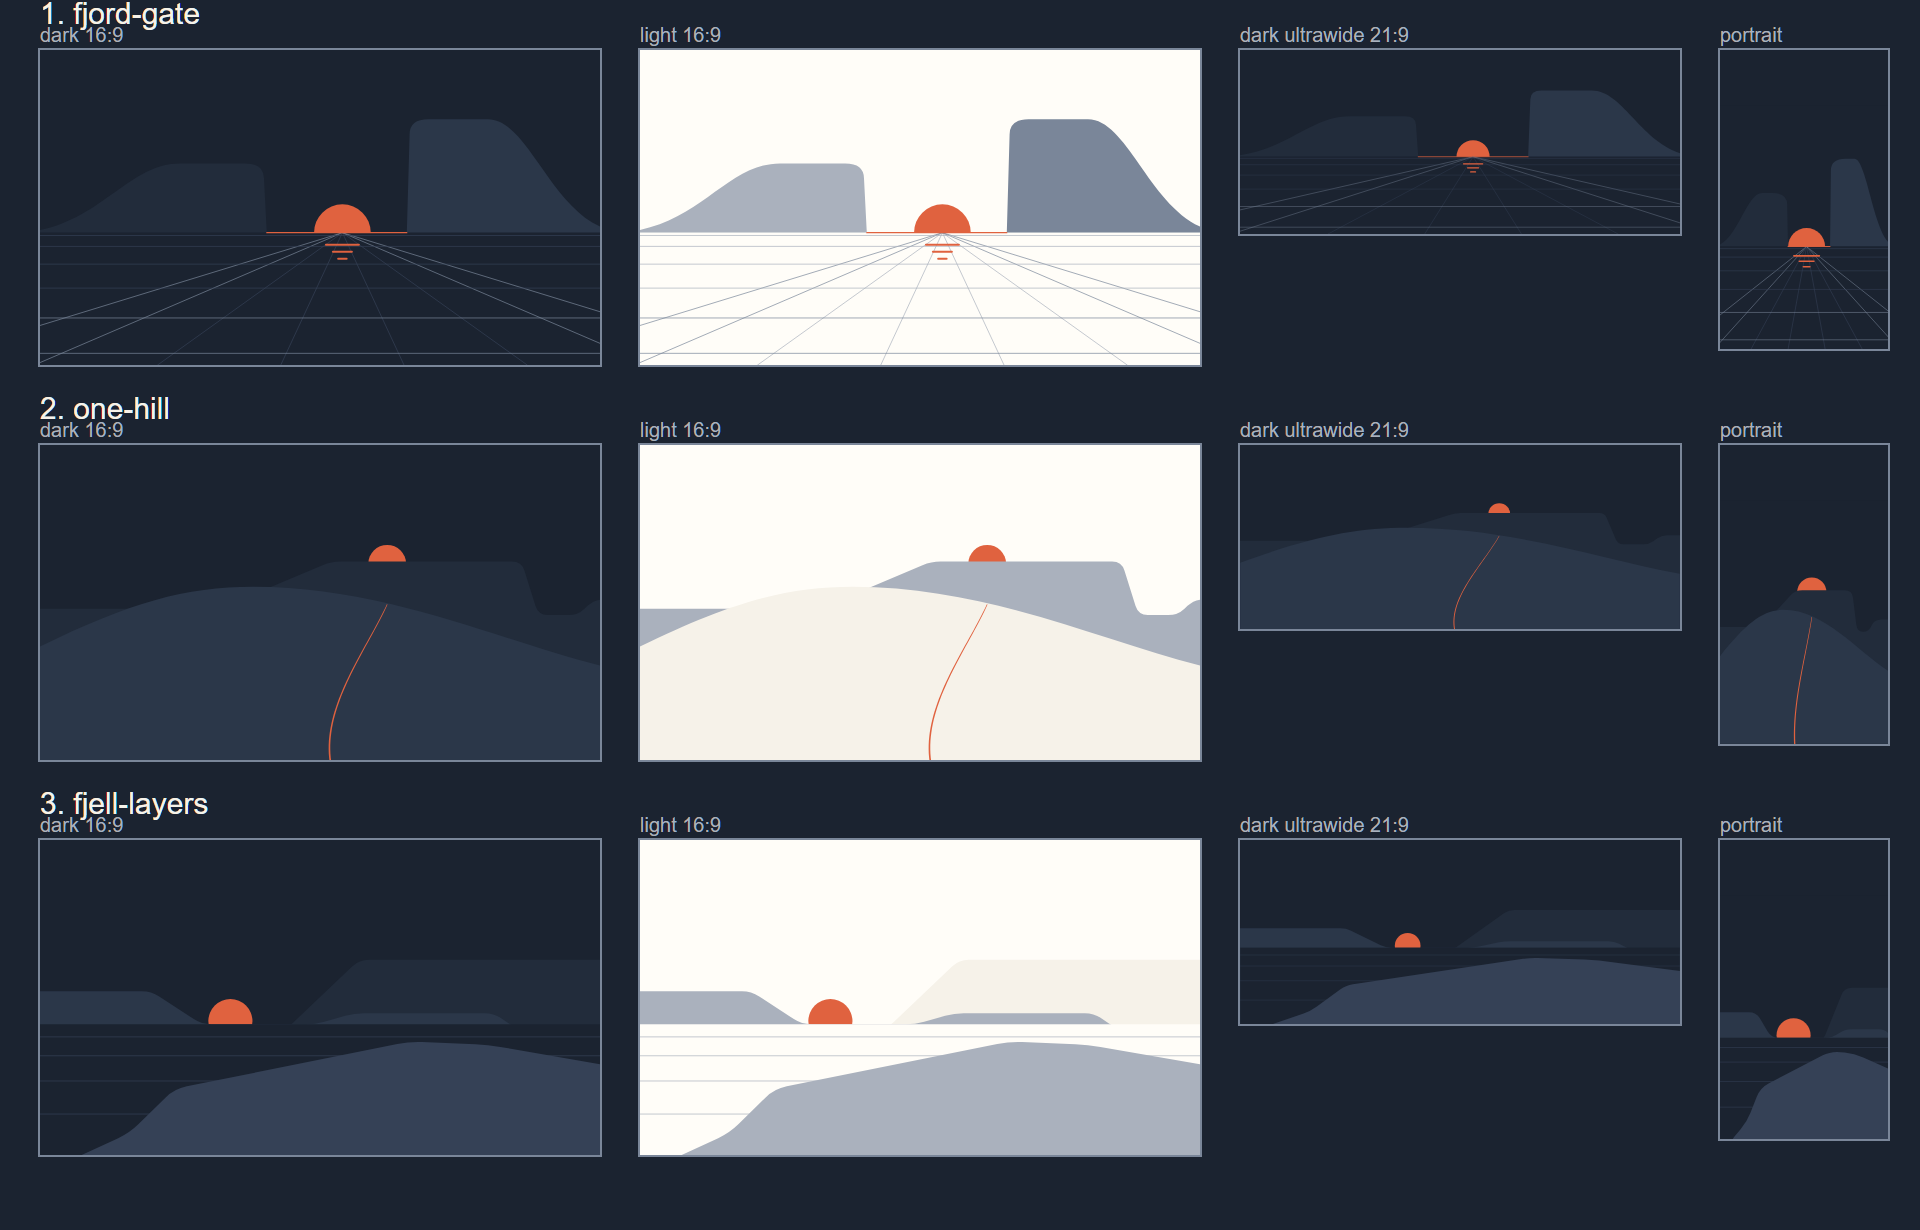 1. fjord-gate
dark 16:9
light 16:9
dark ultrawide 21:9
portrait
2. one-hill
dark 16:9
light 16:9
dark ultrawide 21:9
portrait
3. fjell-layers
dark 16:9
light 16:9
dark ultrawide 21:9
portrait